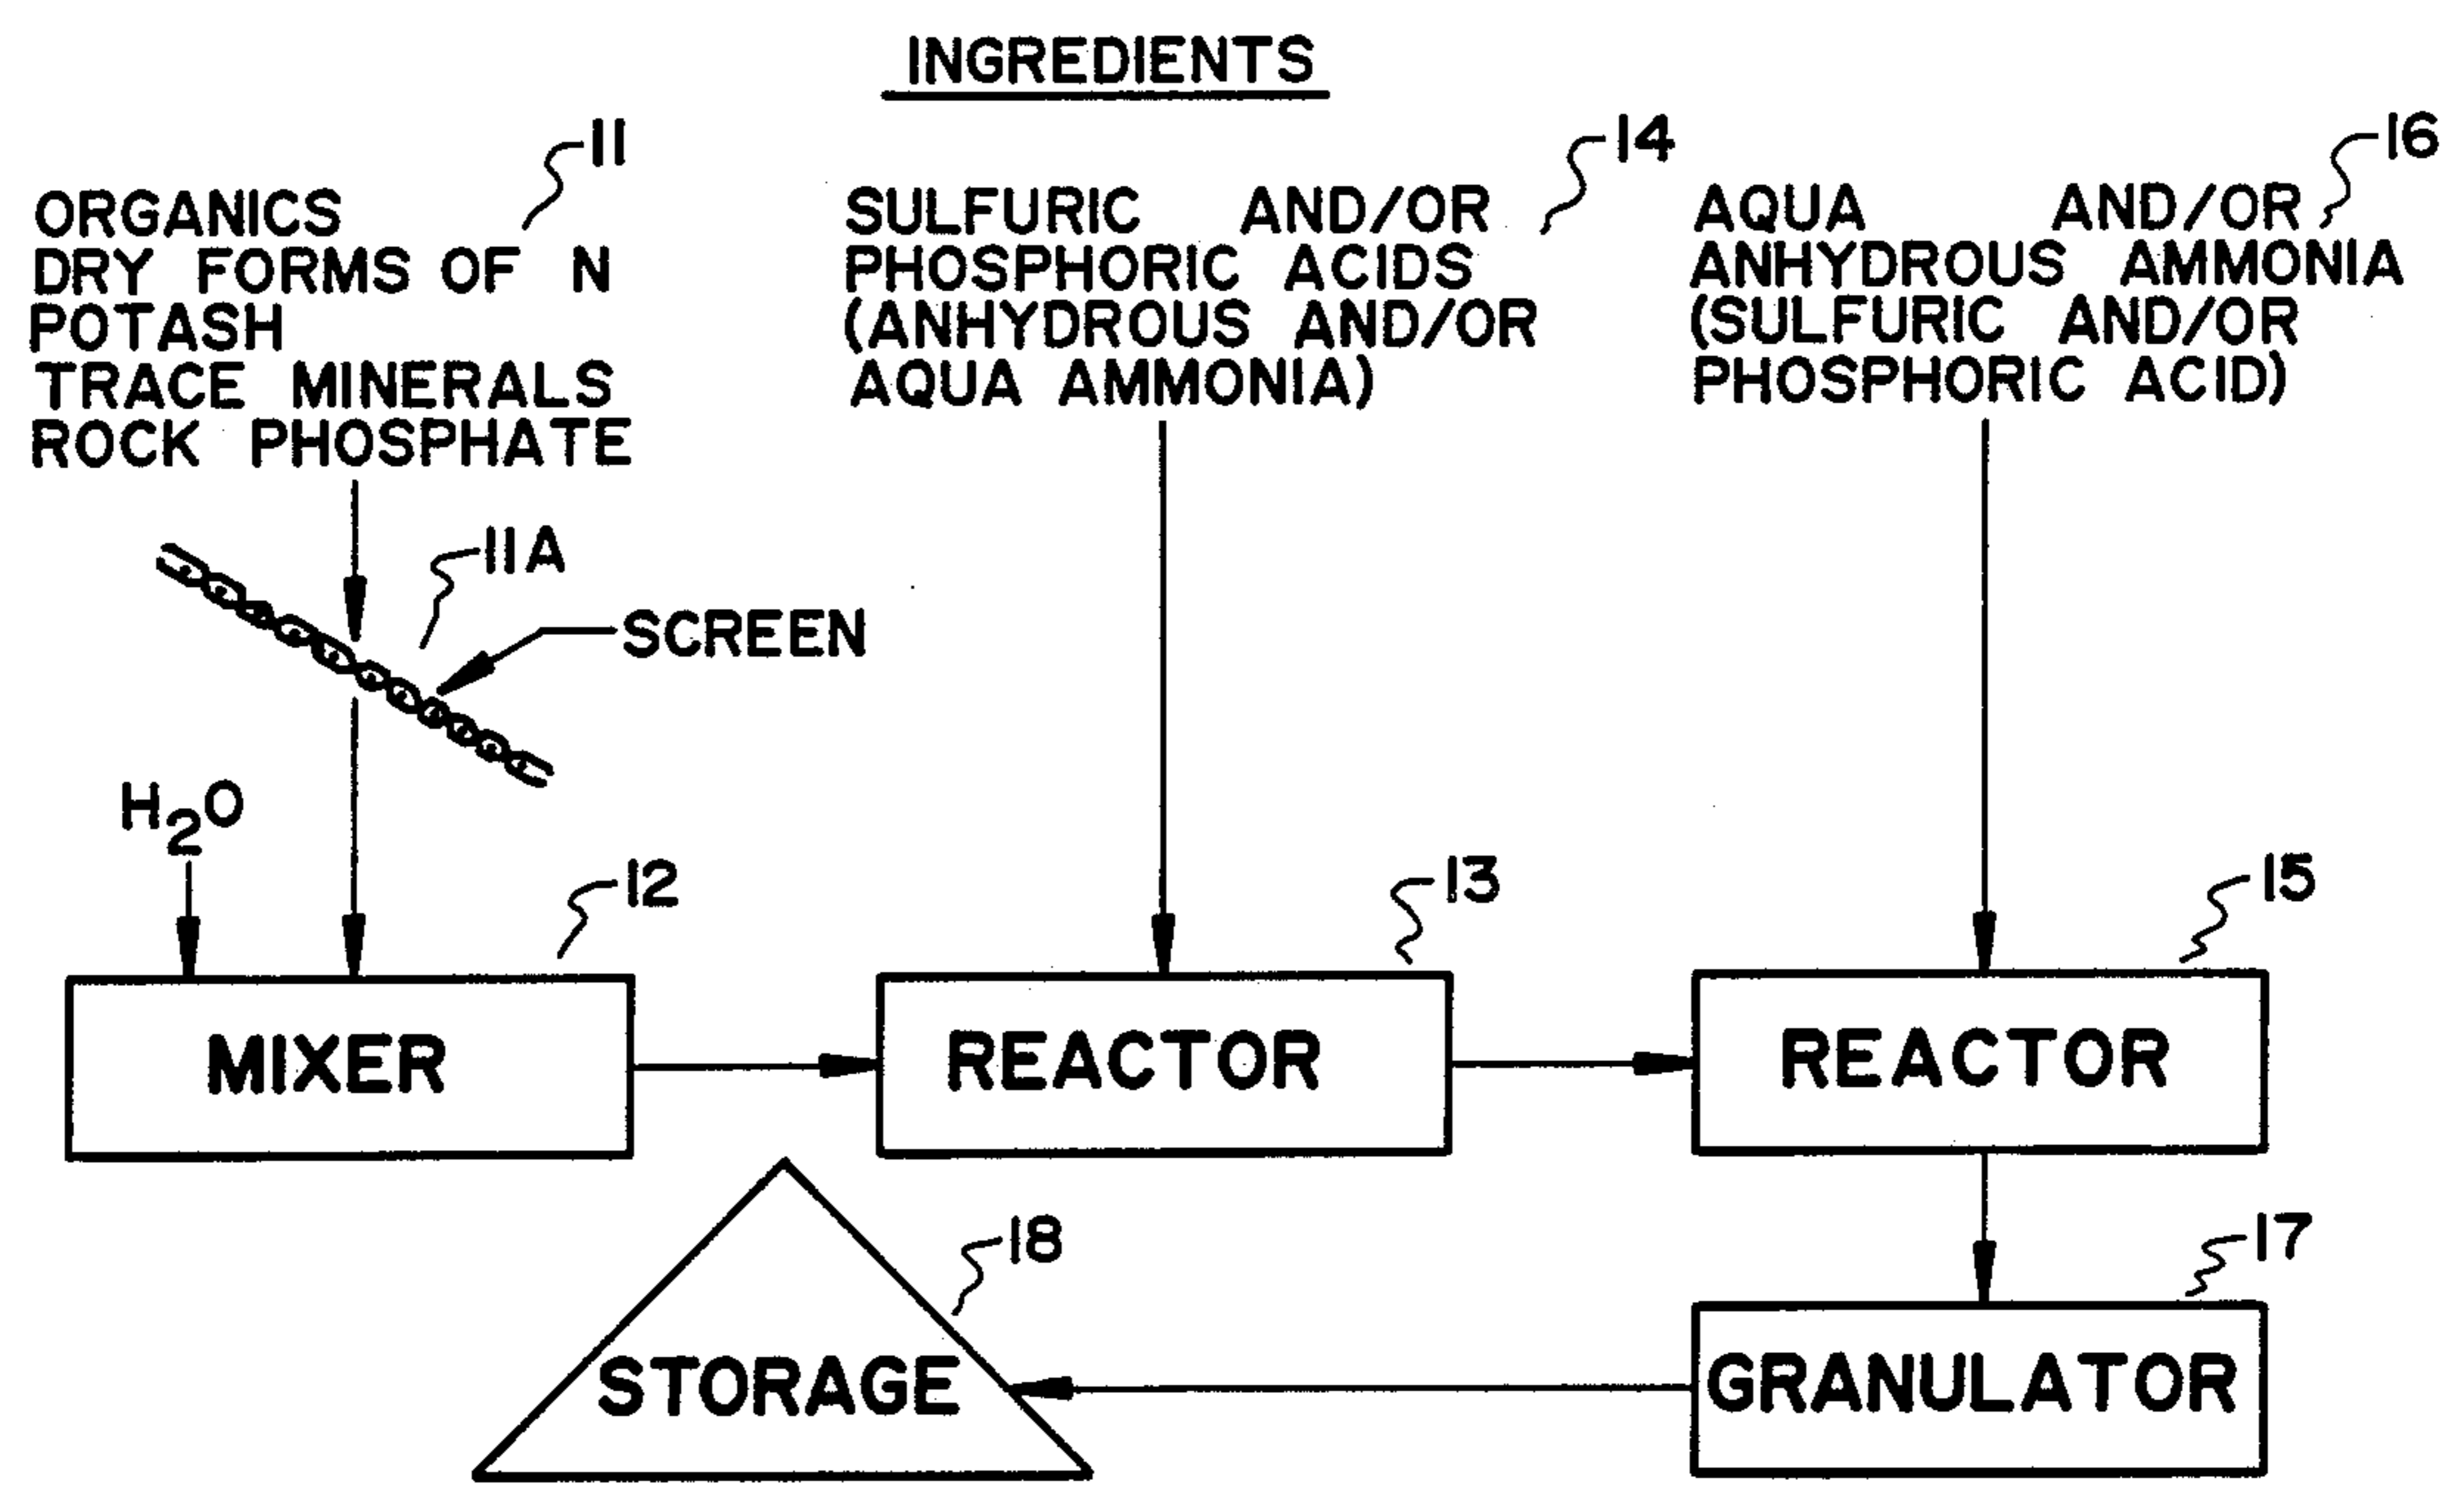 INGREDIENTS
11
ORGANICS
DRY FORMS OF N
POTASH
TRACE MINERALS
ROCK PHOSPHATE
14
SULFURIC AND/OR
PHOSPHORIC ACIDS
(ANHYDROUS AND/OR
AQUA AMMONIA)
16
AQUA AND/OR
ANHYDROUS AMMONIA
(SULFURIC AND/OR
PHOSPHORIC ACID)
11A
SCREEN
H2O
12
13
15
MIXER
REACTOR
REACTOR
18
17
STORAGE
GRANULATOR